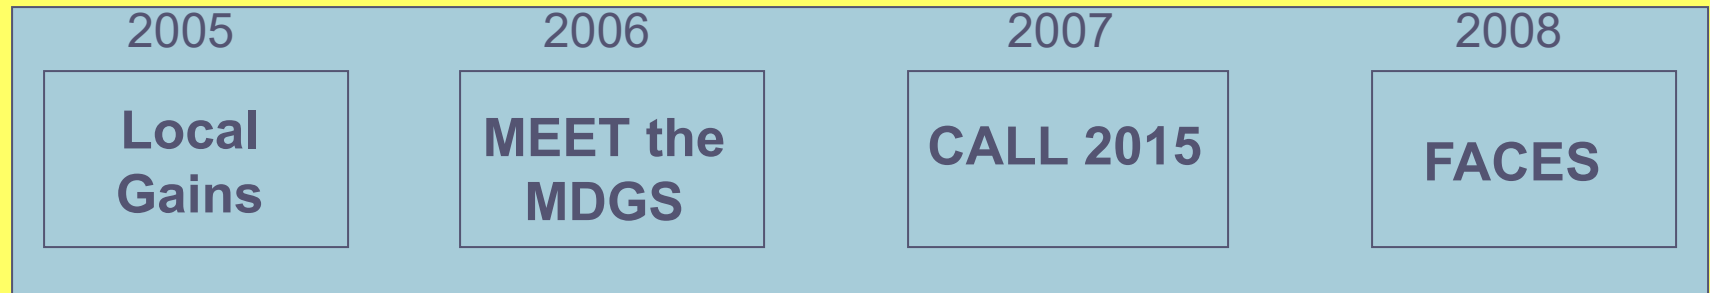 2005 2006 2007 2008
Local
Gains
MEET the
MDGS
CALL 2015
FACES